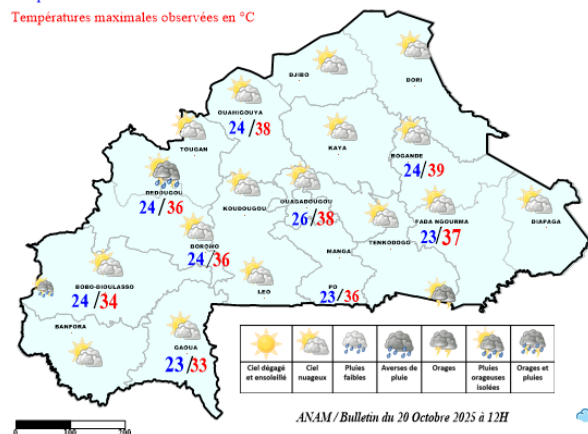 Températures maximales observées en °C
DJIBO
DORI
OUAHIGOUYA
24/38
TOUGAN
KAYA
BOGANDE
24/39
DEDOUGOU
24/36
KOUDOUGOU
OUAGADOUGOU
26/38
FADA NGOURMA
23/37
DIAPAGA
TENKODOGO
BOROMO
24/36
MANGA
BOBO-DIOULASSO
24/34
LEO
PO
23/36
BANFORA
GAOUA
23/33
Ciel dégagé et ensoleillé
Ciel nuageux
Pluies faibles
Averses de pluie
Orages
Pluies orageuses isolées
Orages et pluies
ANAM / Bulletin du 20 Octobre 2025 à 12H
0 100 200